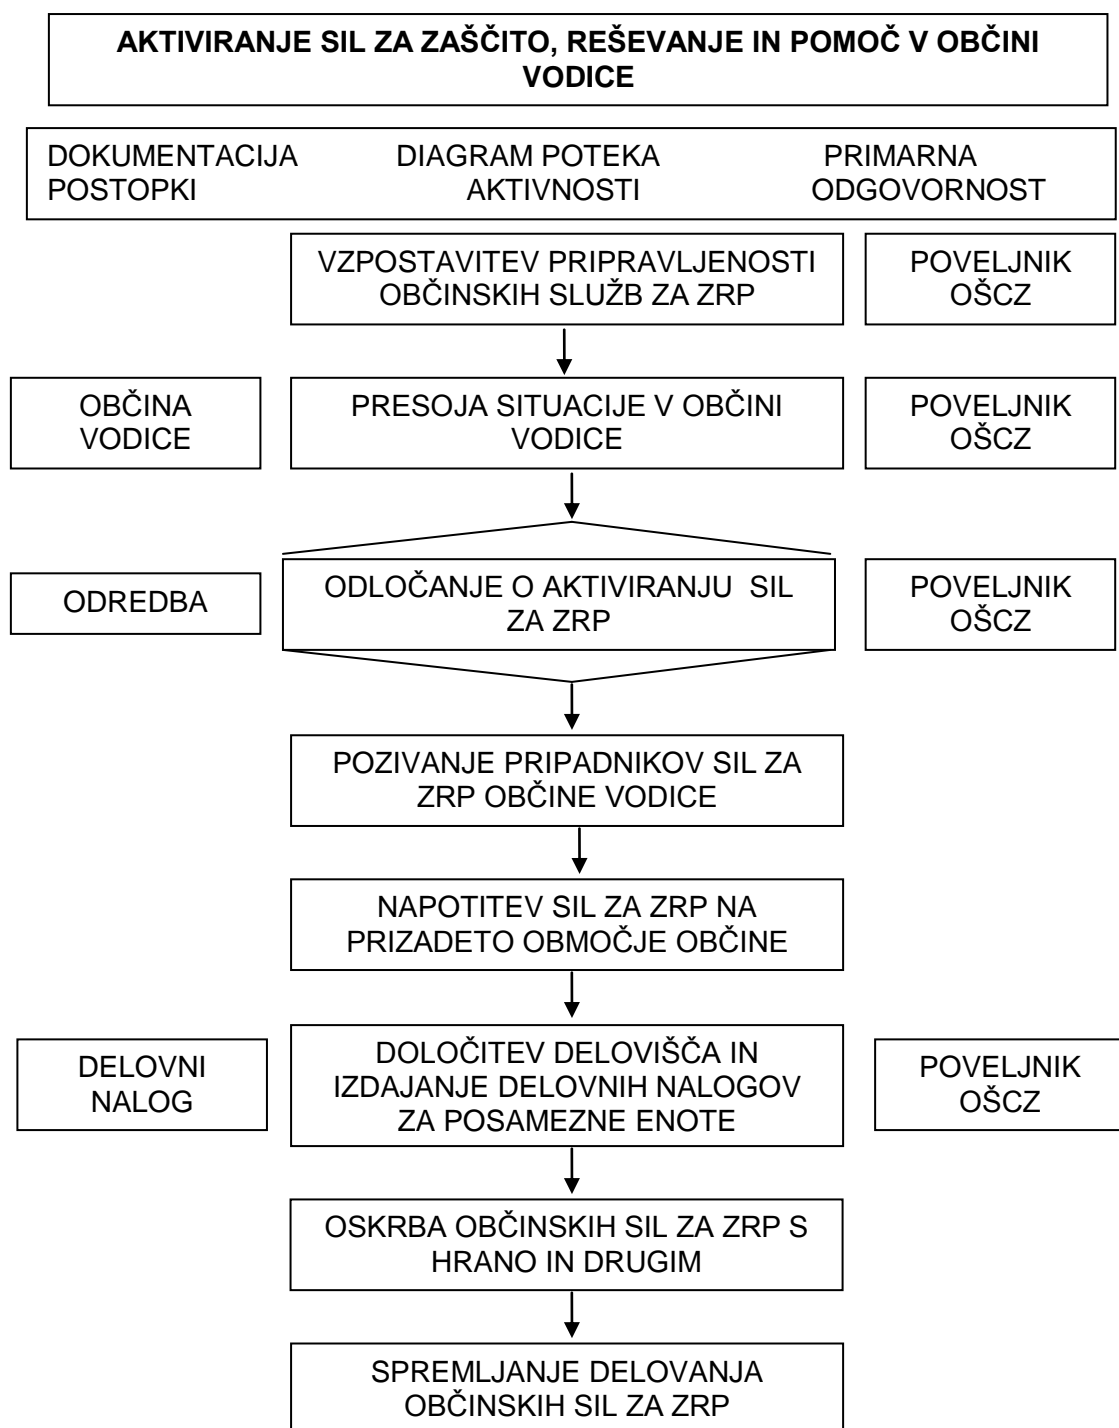 AKTIVIRANJE SIL ZA ZAŠČITO, REŠEVANJE IN POMOČ V OBČINI
VODICE
DOKUMENTACIJA DIAGRAM POTEKA PRIMARNA
POSTOPKI AKTIVNOSTI ODGOVORNOST
VZPOSTAVITEV PRIPRAVLJENOSTI
OBČINSKIH SLUŽB ZA ZRP
POVELJNIK
OŠCZ
OBČINA
VODICE
PRESOJA SITUACIJE V OBČINI
VODICE
POVELJNIK
OŠCZ
ODREDBA
ODLOČANJE O AKTIVIRANJU SIL
ZA ZRP
POVELJNIK
OŠCZ
POZIVANJE PRIPADNIKOV SIL ZA
ZRP OBČINE VODICE
NAPOTITEV SIL ZA ZRP NA
PRIZADETO OBMOČJE OBČINE
DELOVNI
NALOG
DOLOČITEV DELOVIŠČA IN
IZDAJANJE DELOVNIH NALOGOV
ZA POSAMEZNE ENOTE
POVELJNIK
OŠCZ
OSKRBA OBČINSKIH SIL ZA ZRP S
HRANO IN DRUGIM
SPREMLJANJE DELOVANJA
OBČINSKIH SIL ZA ZRP